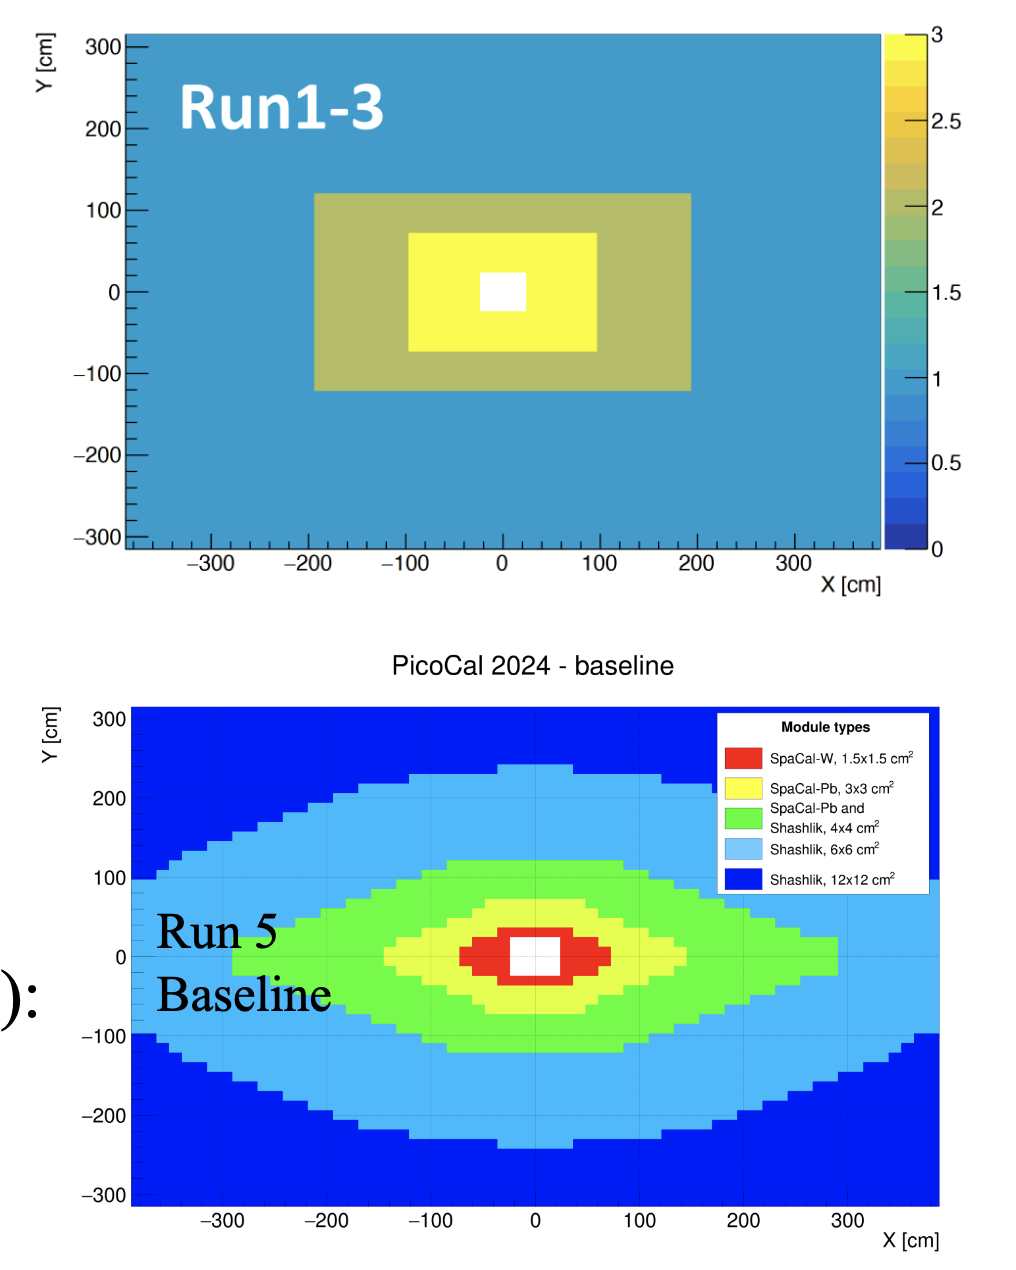 Y [cm]
300
200
100
0
−100
−200
−300
Run1-3
3
2.5
2
1.5
1
0.5
0
−300 −200 −100 0 100 200 300
X [cm]
PicoCal 2024 - baseline
Y [cm]
300
200
100
0
−100
−200
−300
Module types
SpaCal-W, 1.5x1.5 cm²
SpaCal-Pb, 3x3 cm²
SpaCal-Pb and
Shashlik, 4x4 cm²
Shashlik, 6x6 cm²
Shashlik, 12x12 cm²
Run 5
Baseline
):
−300 −200 −100 0 100 200 300
X [cm]